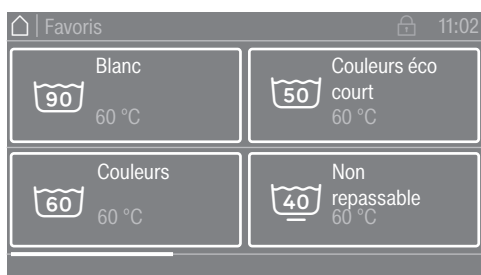 Favoris
11:02
Blanc
90
60 °C
Couleurs éco
court
50
60 °C
Couleurs
60
60 °C
Non
repassable
40
60 °C